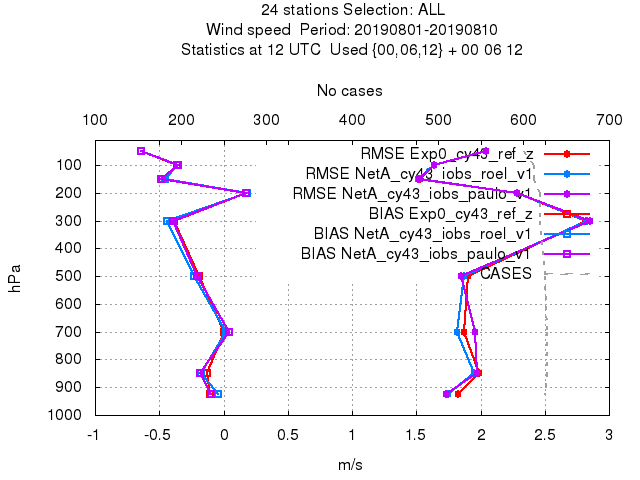 24 stations Selection: ALL
Wind speed  Period: 20190801-20190810
Statistics at 12 UTC  Used {00,06,12} + 00 06 12
No cases
100 200 300 400 500 600 700
RMSE Exp0_cy43_ref_z
RMSE NetA_cy43_iobs_roel_v1
RMSE NetA_cy43_iobs_paulo_v1
BIAS Exp0_cy43_ref_z
BIAS NetA_cy43_iobs_roel_v1
BIAS NetA_cy43_iobs_paulo_v1
CASES
100
200
300
400
500
600
700
800
900
1000
hPa
-1 -0.5 0 0.5 1 1.5 2 2.5 3
m/s